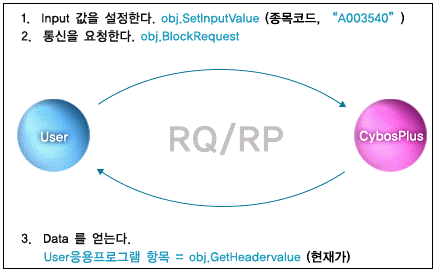 1. Input 값을 설정한다. obj.SetInputValue (종목코드, “A003540”)
2. 통신을 요청한다. obj.BlockRequest
User
RQ/RP
CybosPlus
3. Data 를 얻는다.
User응용프로그램 항목 = obj.GetHeadervalue (현재가)